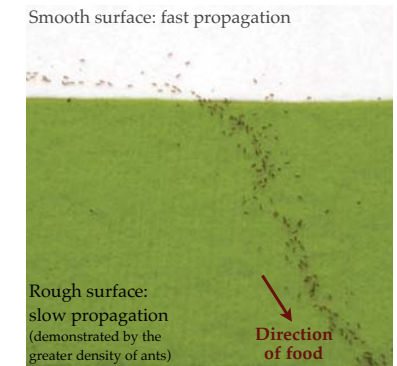 Smooth surface: fast propagation
Rough surface:
slow propagation
(demonstrated by the
greater density of ants)
Direction
of food